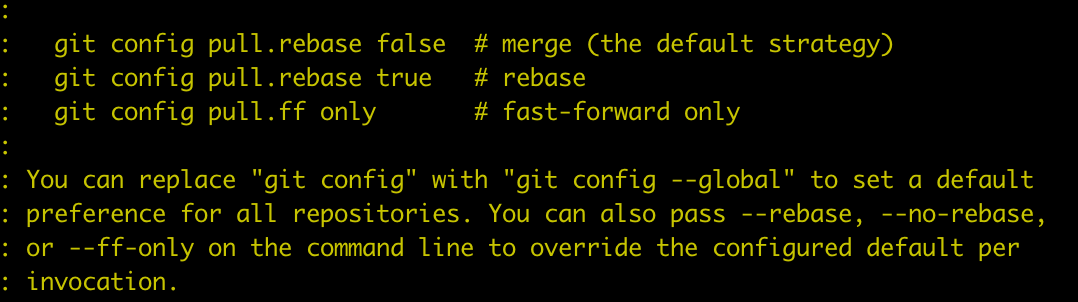 :
:   git config pull.rebase false  # merge (the default strategy)
:   git config pull.rebase true   # rebase
:   git config pull.ff only       # fast-forward only
:
: You can replace "git config" with "git config --global" to set a default
: preference for all repositories. You can also pass --rebase, --no-rebase,
: or --ff-only on the command line to override the configured default per
: invocation.